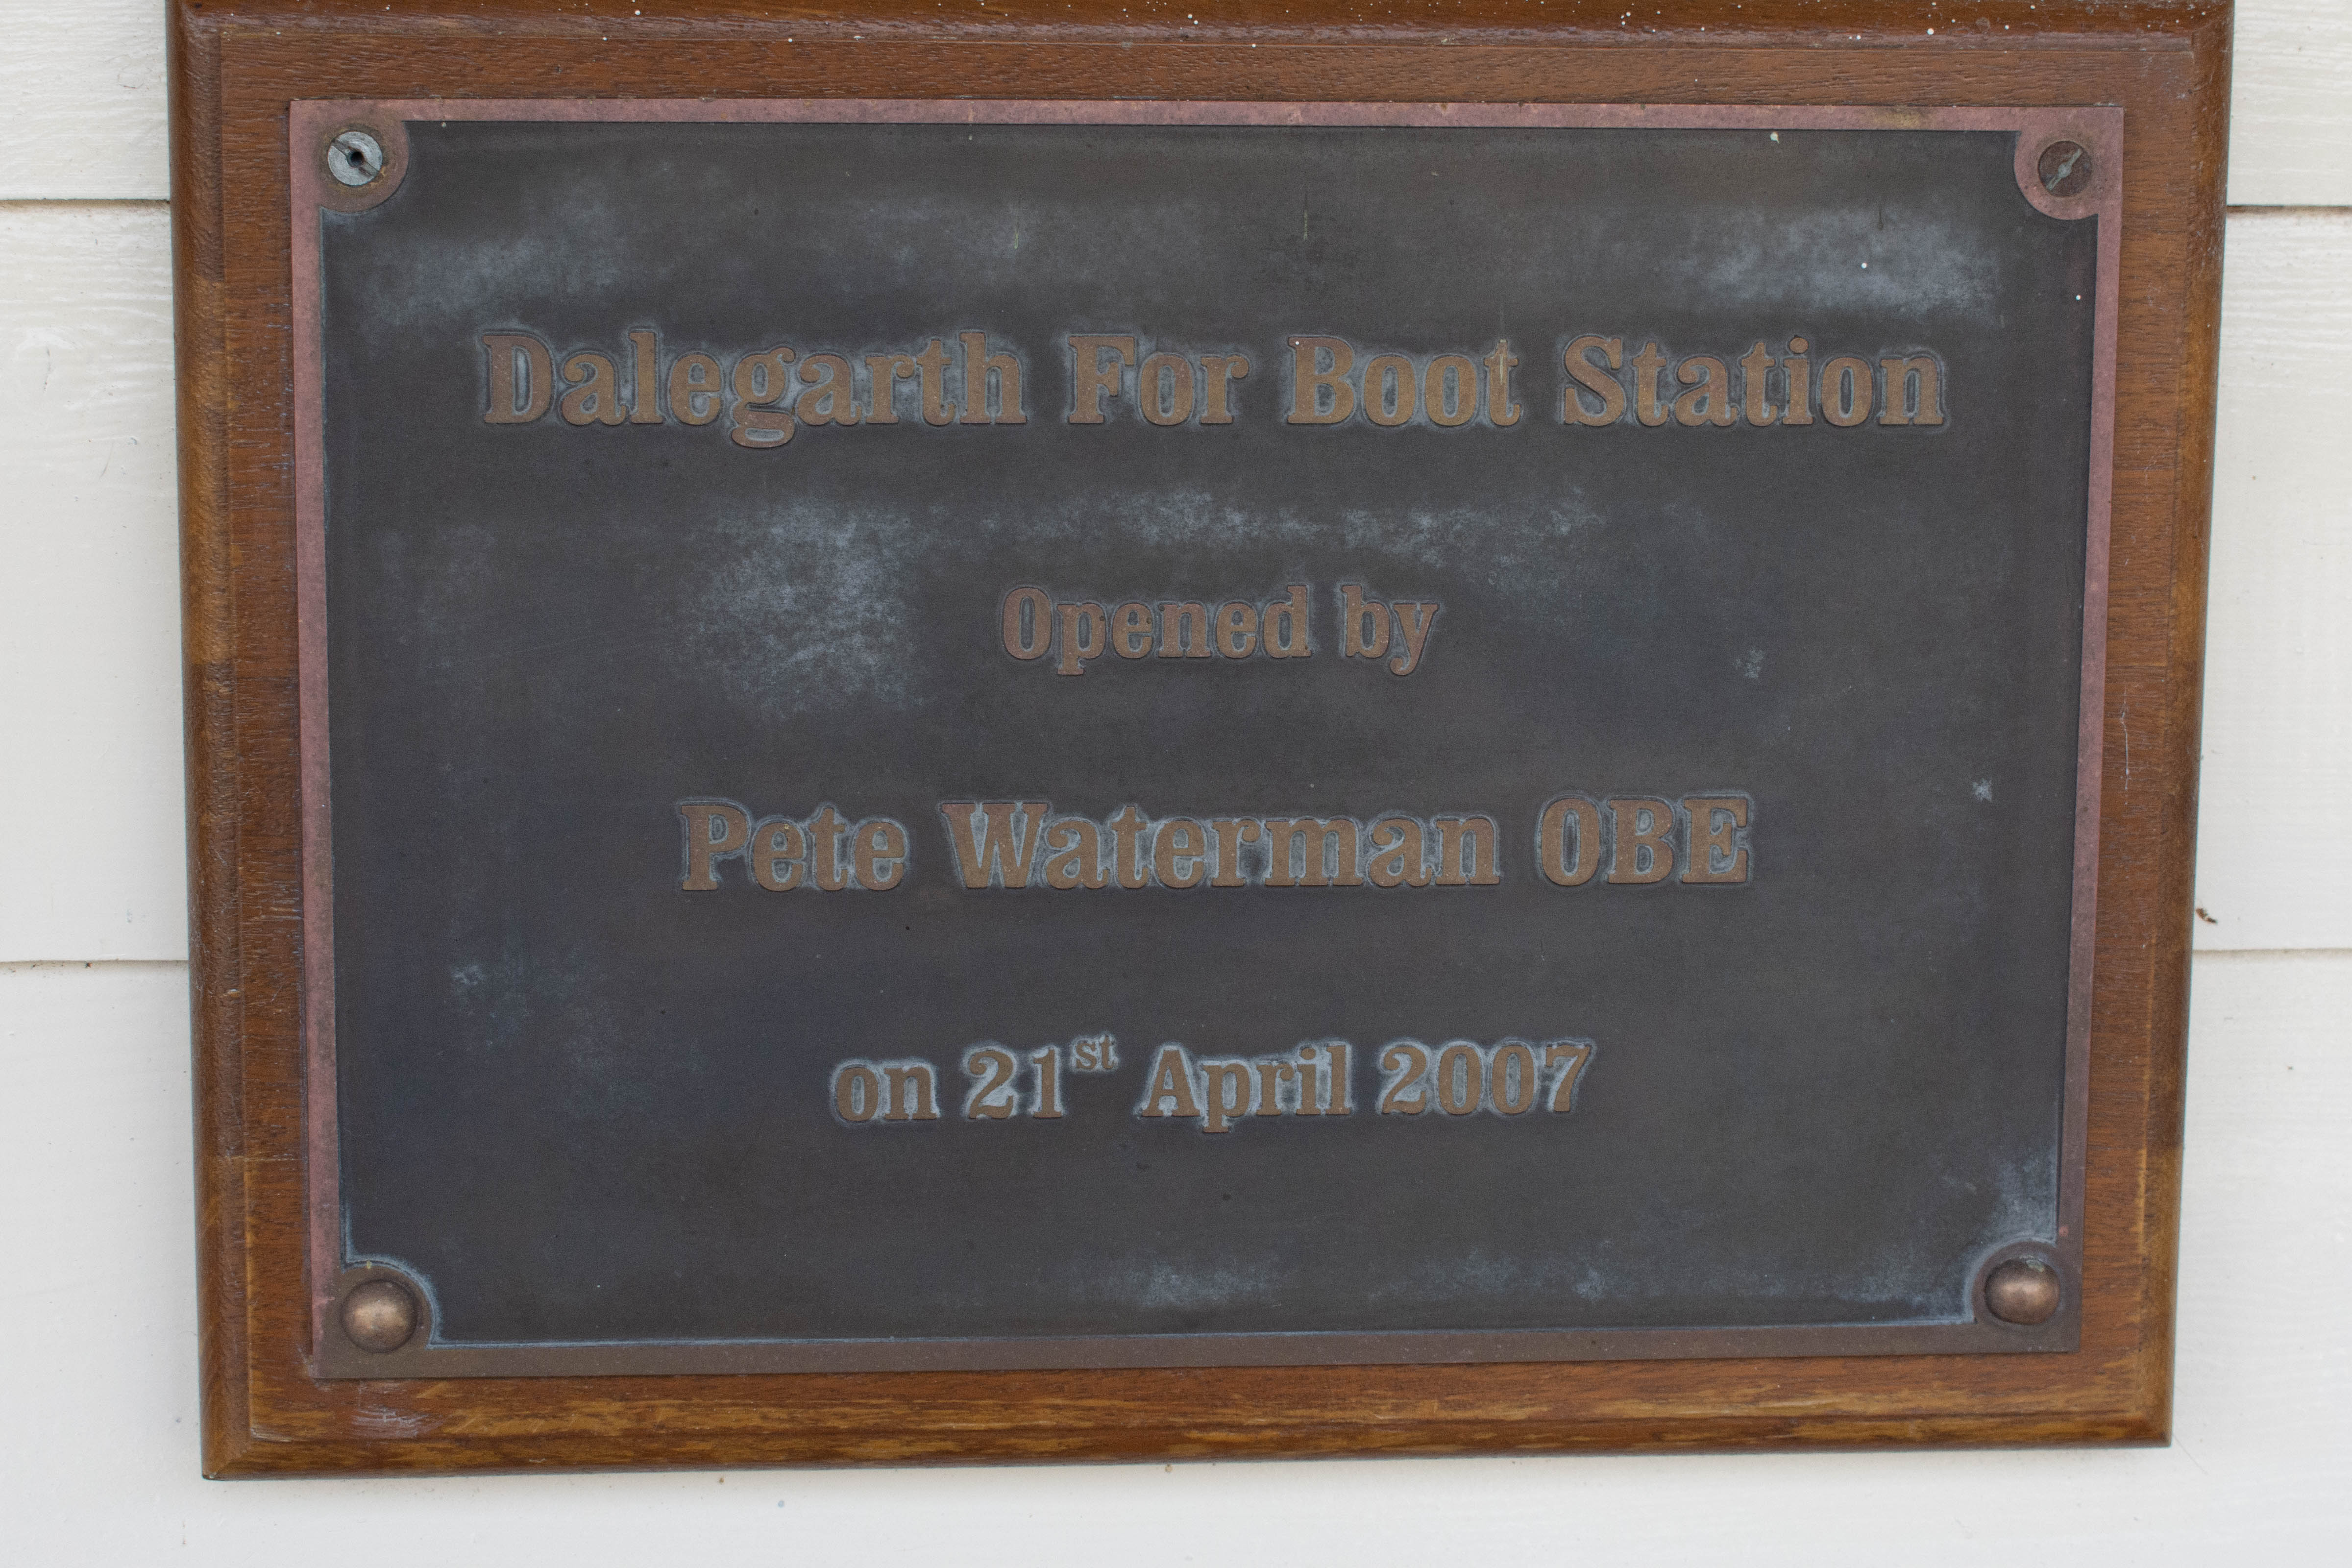 Dalegarth For Boot Station
Opened by
Pete Waterman OBE
on 21st April 2007